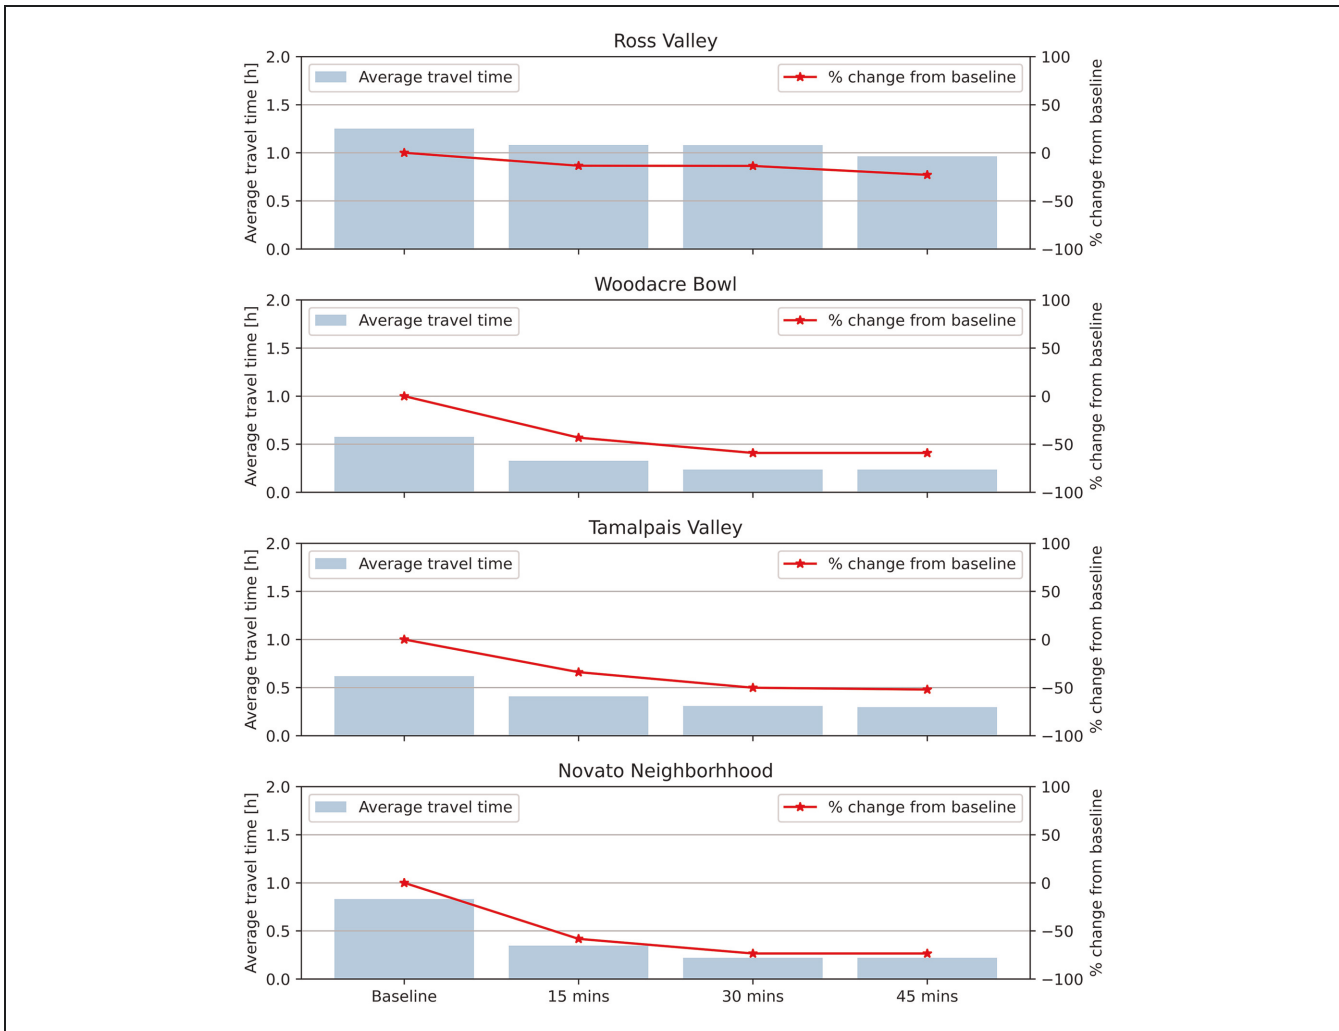 Ross Valley
Average travel time [h]
2.0
1.5
1.0
0.5
0.0
Average travel time
% change from baseline
100
50
0
−50
−100
% change from baseline
Woodacre Bowl
Average travel time [h]
2.0
1.5
1.0
0.5
0.0
Average travel time
% change from baseline
100
50
0
−50
−100
% change from baseline
Tamalpais Valley
Average travel time [h]
2.0
1.5
1.0
0.5
0.0
Average travel time
% change from baseline
100
50
0
−50
−100
% change from baseline
Novato Neighborhhood
Average travel time [h]
2.0
1.5
1.0
0.5
0.0
Average travel time
% change from baseline
100
50
0
−50
−100
% change from baseline
Baseline 15 mins 30 mins 45 mins